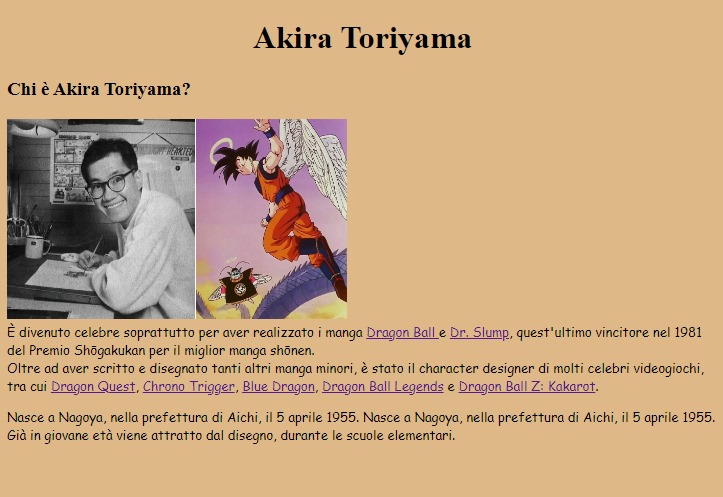 Akira Toriyama
Chi è Akira Toriyama?
È divenuto celebre soprattutto per aver realizzato i manga Dragon Ball e Dr. Slump, quest'ultimo vincitore nel 1981
del Premio Shōgakukan per il miglior manga shōnen.
Oltre ad aver scritto e disegnato tanti altri manga minori, è stato il character designer di molti celebri videogiochi,
tra cui Dragon Quest, Chrono Trigger, Blue Dragon, Dragon Ball Legends e Dragon Ball Z: Kakarot.
Nasce a Nagoya, nella prefettura di Aichi, il 5 aprile 1955. Nasce a Nagoya, nella prefettura di Aichi, il 5 aprile 1955.
Già in giovane età viene attratto dal disegno, durante le scuole elementari.